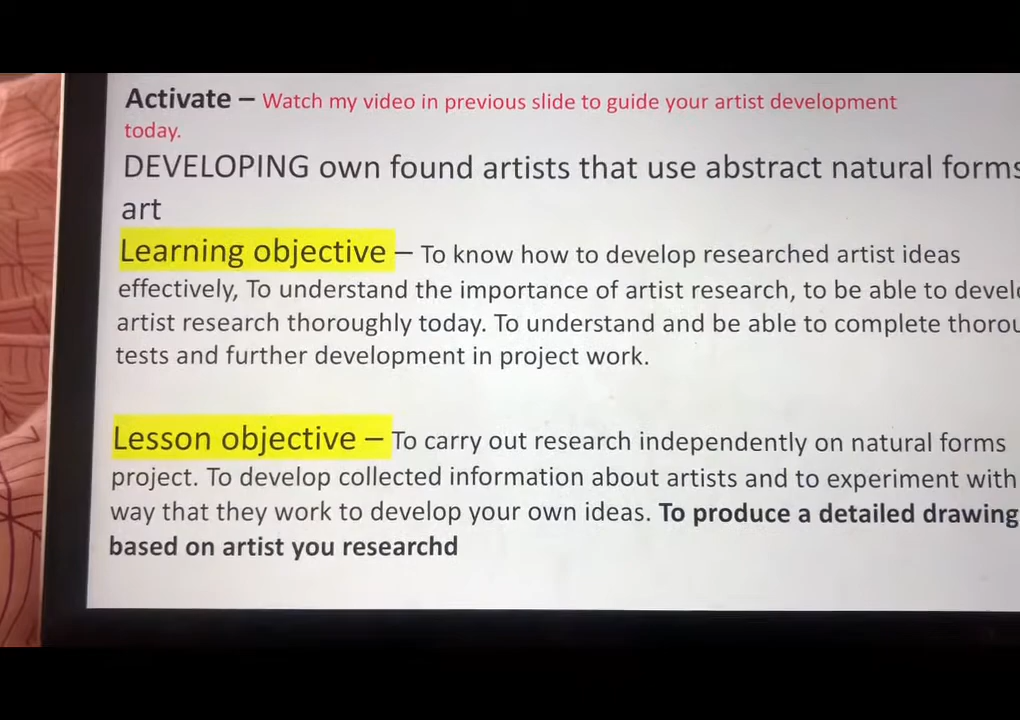 Activate – Watch my video in previous slide to guide your artist development
today.
DEVELOPING own found artists that use abstract natural forms
art
Learning objective – To know how to develop researched artist ideas
effectively, To understand the importance of artist research, to be able to
artist research thoroughly today. To understand and be able to complete
tests and further development in project work.
Lesson objective – To carry out research independently on natural forms
project. To develop collected information about artists and to experiment with
way that they work to develop your own ideas. To produce a detailed drawing
based on artist you researchd